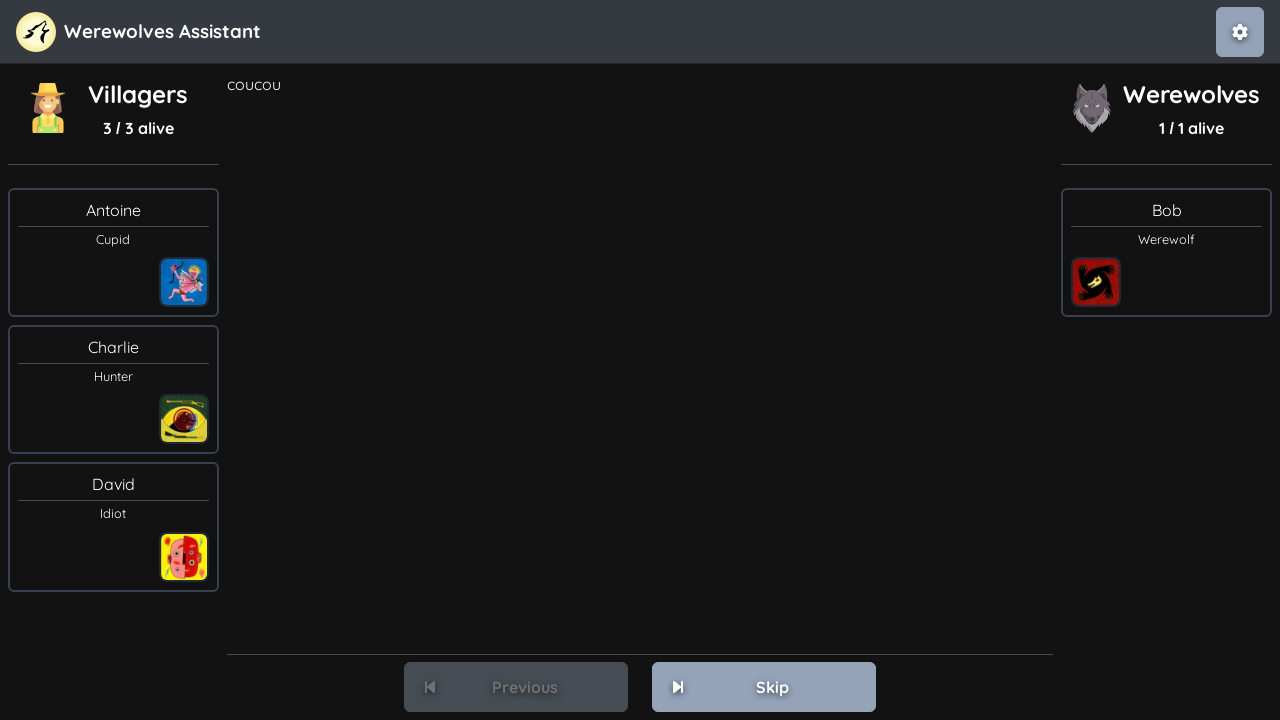 Werewolves Assistant
Villagers
3 / 3 alive
COUCOU
Werewolves
1 / 1 alive
Antoine
Cupid
Charlie
Hunter
David
Idiot
Bob
Werewolf
Previous
Skip